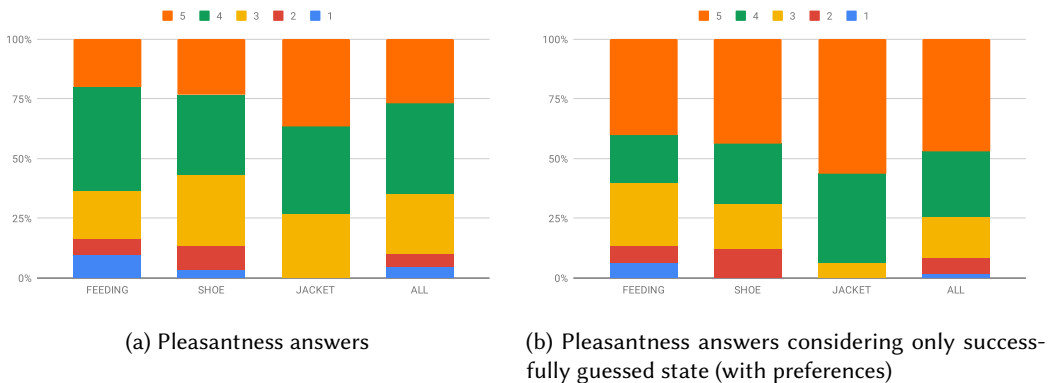 5 4 3 2 1
100%
75%
50%
25%
0%
FEEDING SHOE JACKET ALL
(a) Pleasantness answers
5 4 3 2 1
100%
75%
50%
25%
0%
FEEDING SHOE JACKET ALL
(b) Pleasantness answers considering only success-
fully guessed state (with preferences)